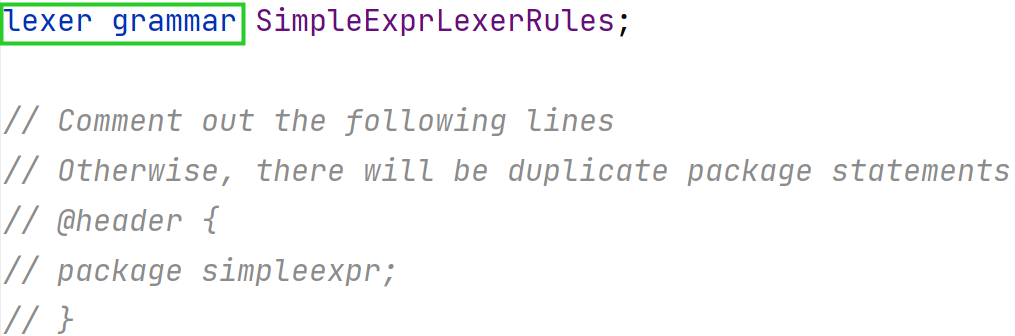 lexer grammar SimpleExprLexerRules;
// Comment out the following lines
// Otherwise, there will be duplicate package statements
// @header {
// package simpleexpr;
// }